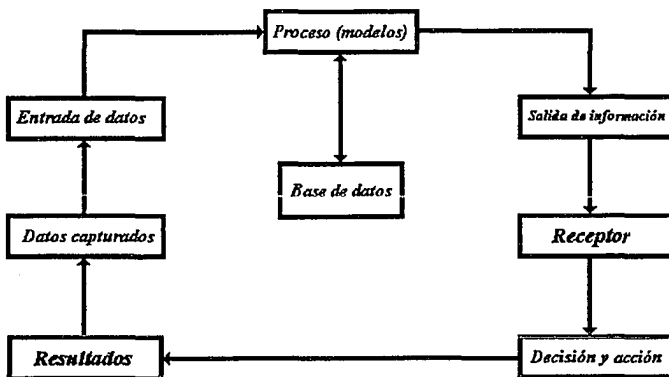 Proceso (modelos)
Entrada de datos
Salida de información
Base de datos
Datos capturados
Receptor
Resultados
Decisión y acción